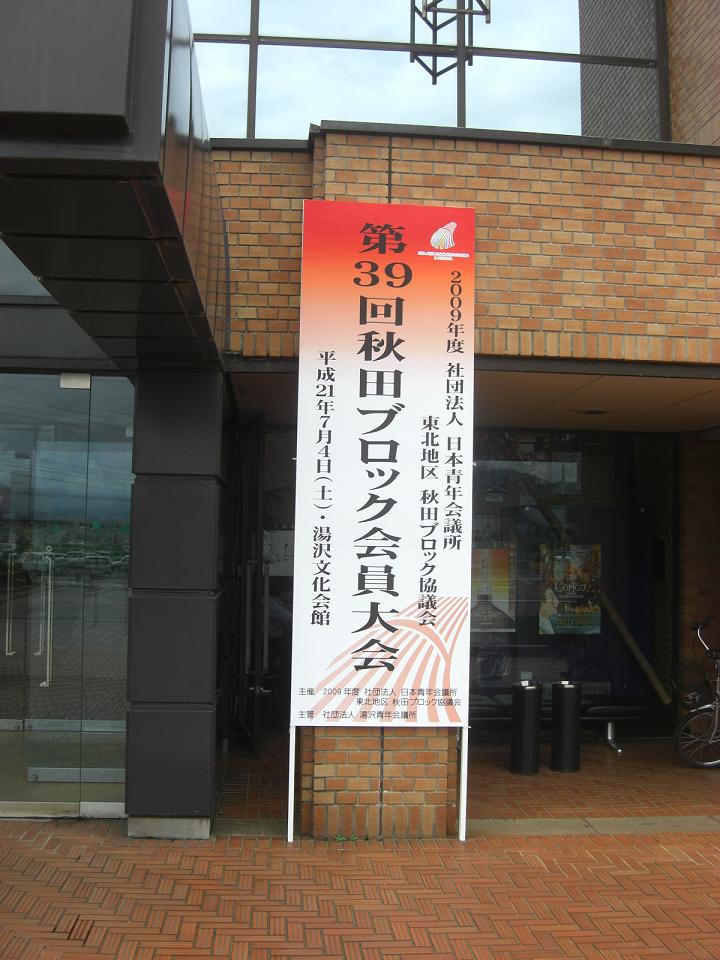 2009年度 社団法人 日本青年会議所
東北地区 秋田ブロック協議会
第39回秋田ブロック会員大会
平成21年7月4日(土)・湯沢文化会館
主催 2009年度 社団法人 日本青年会議所
東北地区 秋田ブロック協議会
主管 社団法人 湯沢青年会議所